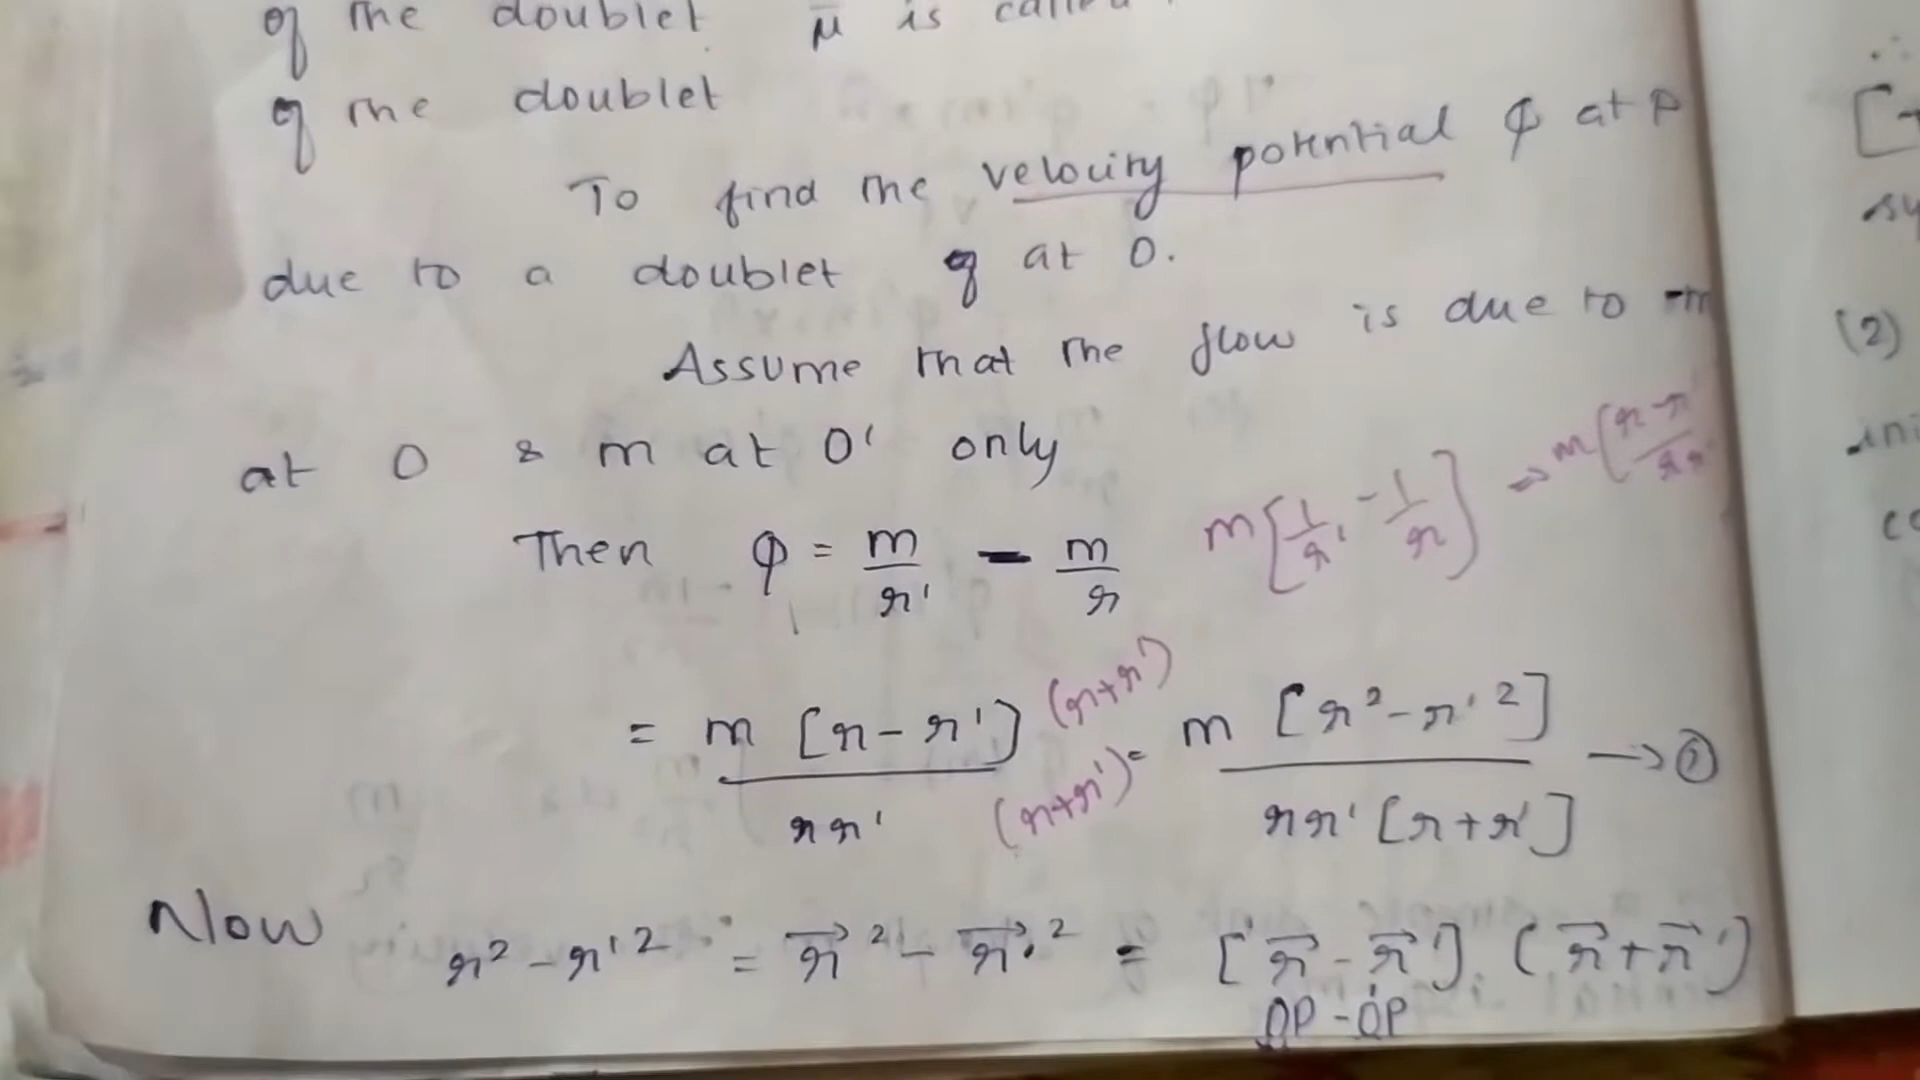 of the doublet μ̄ is called
of the doublet
To find the velocity potential φ at P
due to a doublet of at O.
Assume that the flow is due to -m
at O & m at O' only
Then φ = m/r' - m/r m[1/r' - 1/r] ⇒ m[r-r'/rr'
= m [r-r'] (r+r') / rr' (r+r') = m [r²-r'²] / rr' [r+r'] → ①
Now r² - r'² = r⃗² - r⃗'² = [r⃗ - r⃗'] . (r⃗ + r⃗')
OP - O'P
(2)